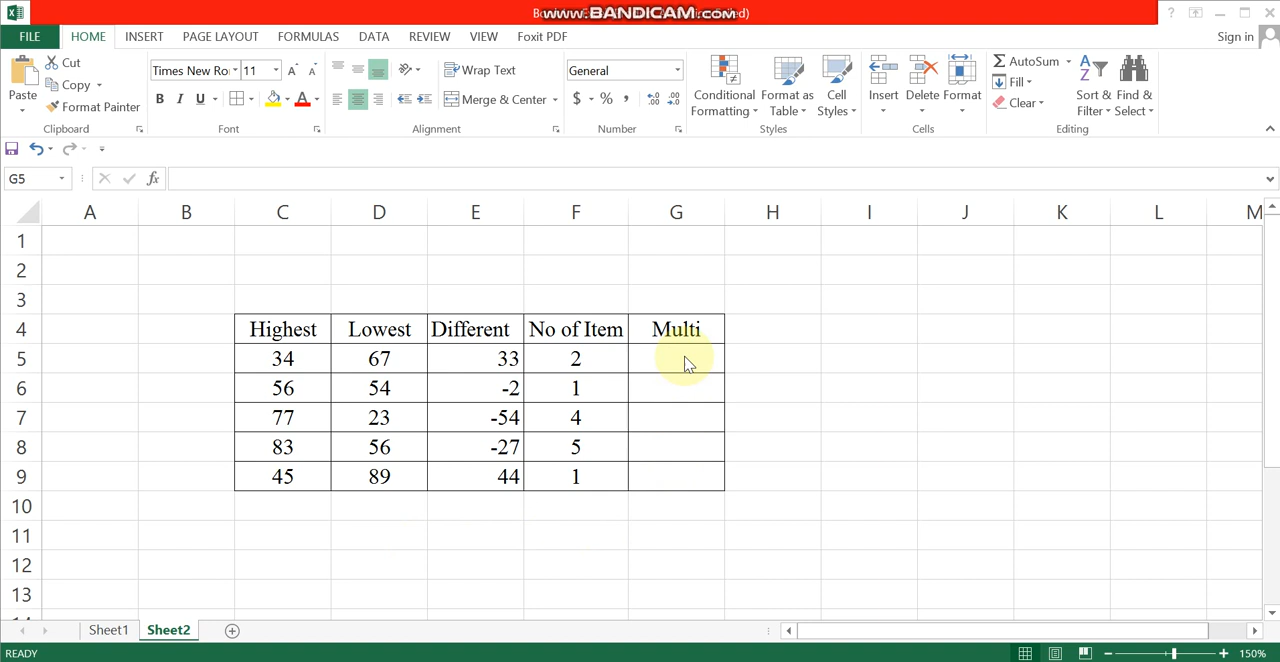 www.BANDICAM.com
Sign in
FILE HOME INSERT PAGE LAYOUT FORMULAS DATA REVIEW VIEW Foxit PDF
Paste
Cut
Copy
Format Painter
Clipboard
Times New Ro 11 A A
B I U A
Font
Wrap Text
Merge & Center
Alignment
General
$ % ,
Number
Conditional Formatting
Format as Table
Cell Styles
Styles
Insert Delete Format
Cells
AutoSum
Fill
Clear
Sort & Filter
Find & Select
Editing
G5 fx
A B C D E F G H I J K L M
1
2
3
4 Highest Lowest Different No of Item Multi
5 34 67 33 2
6 56 54 -2 1
7 77 23 -54 4
8 83 56 -27 5
9 45 89 44 1
10
11
12
13
Sheet1 Sheet2
READY 150%